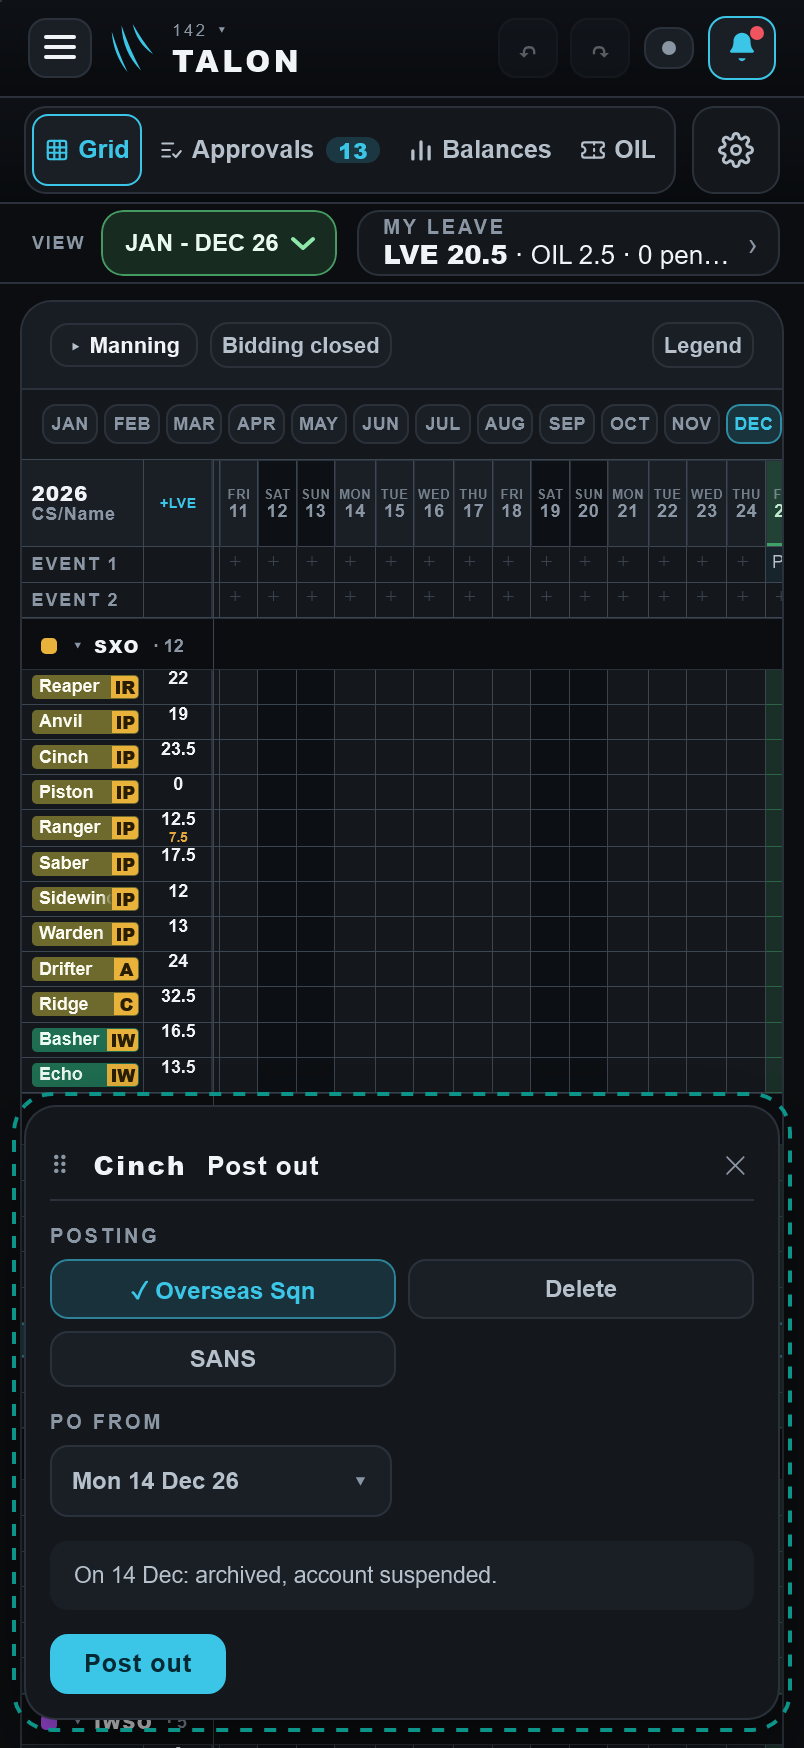 142 ▾
TALON
Grid
Approvals 13
Balances
OIL
VIEW
JAN - DEC 26
MY LEAVE
LVE 20.5 · OIL 2.5 · 0 pen… ›
▸ Manning
Bidding closed
Legend
JAN FEB MAR APR MAY JUN JUL AUG SEP OCT NOV DEC
2026
CS/Name
+LVE
FRI SAT SUN MON TUE WED THU FRI SAT SUN MON TUE WED THU F
11 12 13 14 15 16 17 18 19 20 21 22 23 24 2
EVENT 1 + + + + + + + + + + + + + + P
EVENT 2 + + + + + + + + + + + + + + +
▾ SXO · 12
Reaper IR 22
Anvil IP 19
Cinch IP 23.5
Piston IP 0
Ranger IP 12.5
7.5
Saber IP 17.5
Sidewin IP 12
Warden IP 13
Drifter A 24
Ridge C 32.5
Basher IW 16.5
Echo IW 13.5
Cinch Post out
POSTING
✓ Overseas Sqn
Delete
SANS
PO FROM
Mon 14 Dec 26 ▾
On 14 Dec: archived, account suspended.
Post out
▾ IWSO · 5